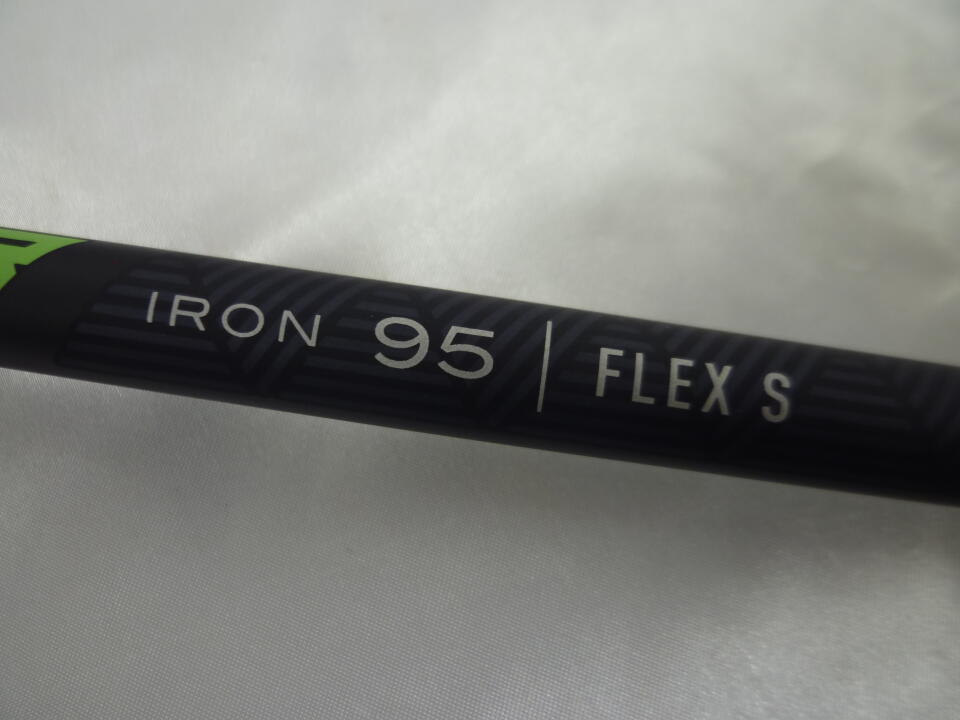 IRON 95 | FLEX S